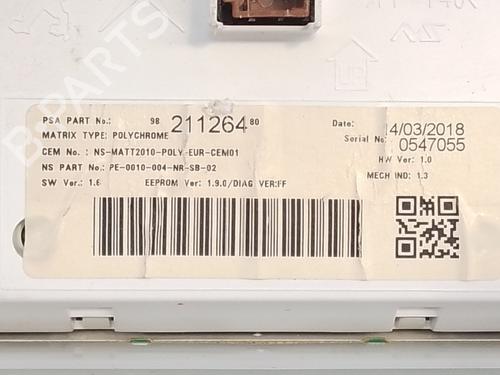 PSA PART No.: 98 211264 80
MATRIX TYPE: POLYCHROME
CEM No.: NS-MATT2010-POLY-EUR-CEM01
NS PART No.: PE-0010-004-NR-SB-02
SW Ver.: 1.6 EEPROM Ver: 1.9.0/DIAG VER:FF
Date: 14/03/2018
Serial No: 0547055
HW Ver: 1.0
MECH IND: 1.3